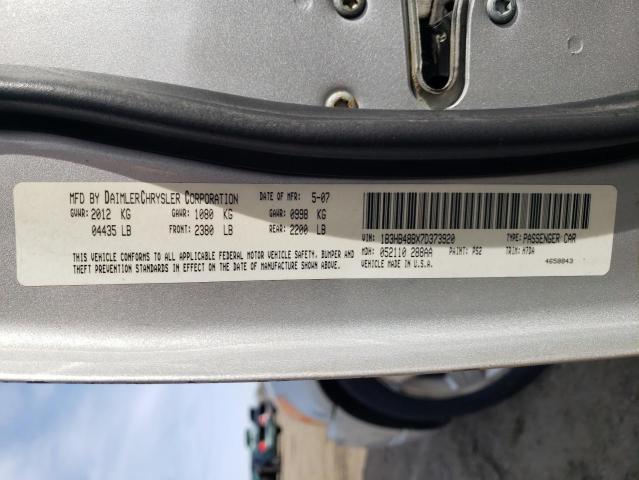 MFD BY DAIMLERCHRYSLER CORPORATION DATE OF MFR: 5-07
GVWR: 2012 KG GAWR: 1080 KG GAWR: 0998 KG
04435 LB FRONT: 2380 LB REAR: 2200 LB
THIS VEHICLE CONFORMS TO ALL APPLICABLE FEDERAL MOTOR VEHICLE SAFETY, BUMPER AND
THEFT PREVENTION STANDARDS IN EFFECT ON THE DATE OF MANUFACTURE SHOWN ABOVE.
VIN: 1B3HB48BX7D373920 TYPE: PASSENGER CAR
MDH: 052110 288AA PAINT: PS2 TRIM: A7DA
VEHICLE MADE IN U.S.A. 4658843